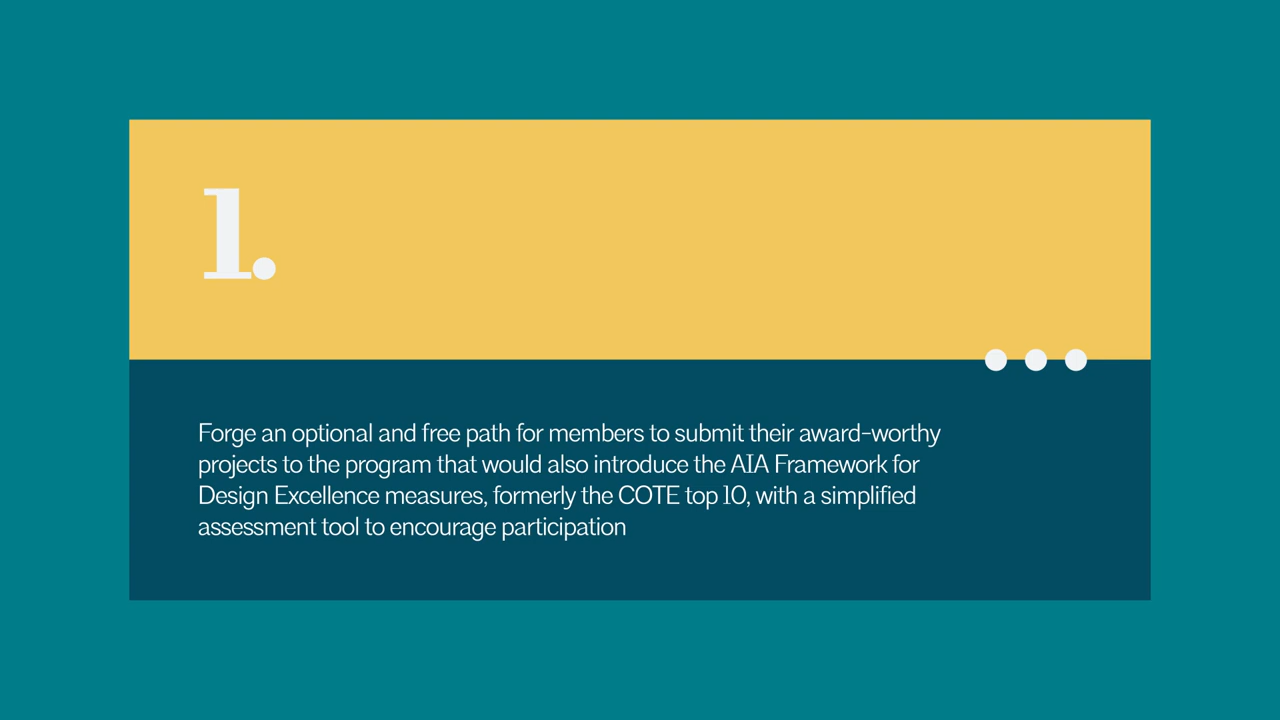 1.
Forge an optional and free path for members to submit their award-worthy
projects to the program that would also introduce the AIA Framework for
Design Excellence measures, formerly the COTE top 10, with a simplified
assessment tool to encourage participation